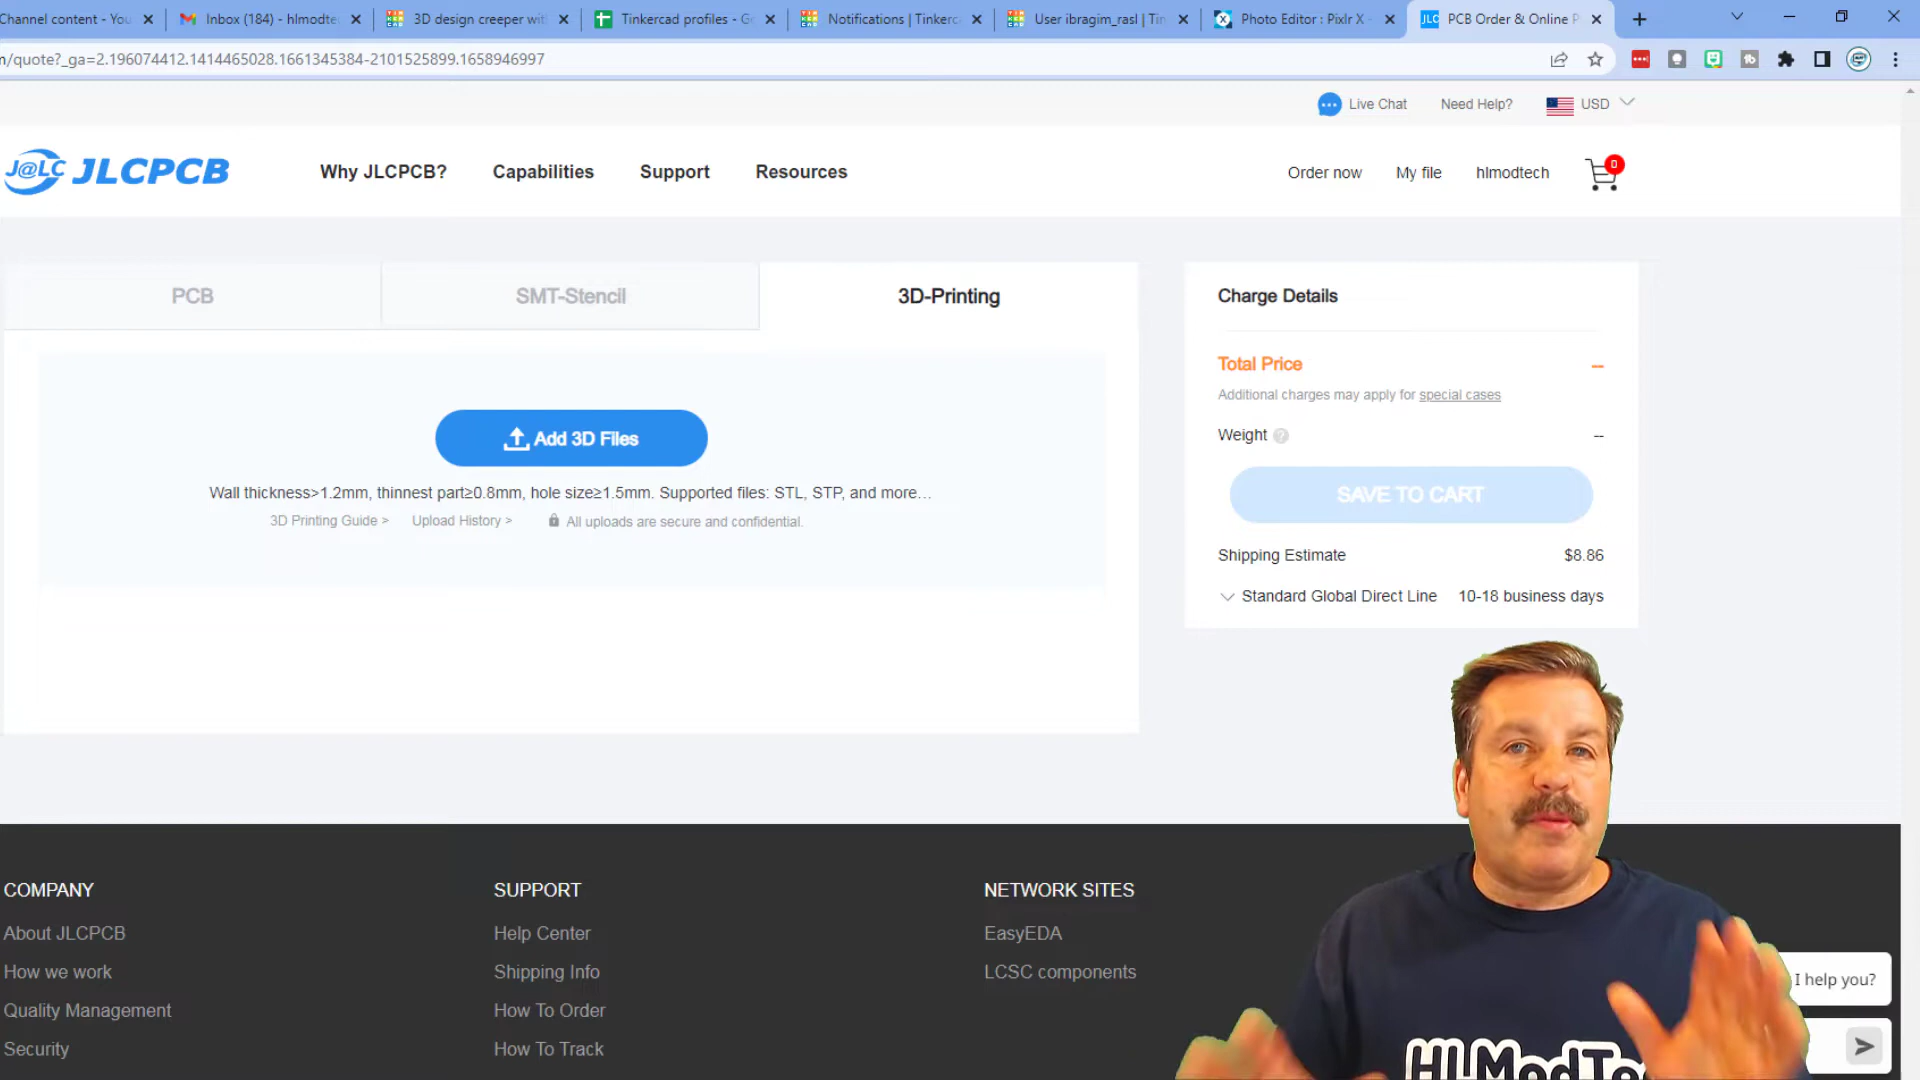 Channel content - You
Inbox (184) - hlmodte
3D design creeper wit
Tinkercad profiles - Go
Notifications | Tinkerc
User ibragim_rasl | Tin
Photo Editor : Pixlr X -
JLC PCB Order & Online P
/quote?_ga=2.196074412.1414465028.1661345384-2101525899.1658946997
Live Chat
Need Help?
USD
J@LC JLCPCB
Why JLCPCB?
Capabilities
Support
Resources
Order now
My file
hlmodtech
0
PCB
SMT-Stencil
3D-Printing
Add 3D Files
Wall thickness>1.2mm, thinnest part≥0.8mm, hole size≥1.5mm. Supported files: STL, STP, and more...
3D Printing Guide >
Upload History >
All uploads are secure and confidential.
Charge Details
Total Price --
Additional charges may apply for special cases
Weight ? --
SAVE TO CART
Shipping Estimate $8.86
Standard Global Direct Line 10-18 business days
COMPANY
About JLCPCB
How we work
Quality Management
Security
SUPPORT
Help Center
Shipping Info
How To Order
How To Track
NETWORK SITES
EasyEDA
LCSC components
I help you?
HLModTec